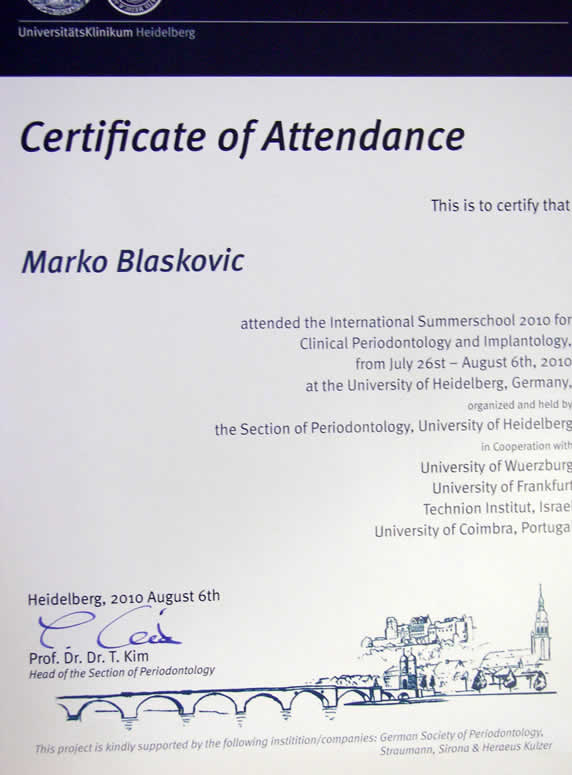 UniversitätsKlinikum Heidelberg
Certificate of Attendance
This is to certify that
Marko Blaskovic
attended the International Summerschool 2010 for
Clinical Periodontology and Implantology,
from July 26st – August 6th, 2010
at the University of Heidelberg, Germany,
organized and held by
the Section of Periodontology, University of Heidelberg
in Cooperation with
University of Wuerzburg
University of Frankfurt
Technion Institut, Israel
University of Coimbra, Portugal
Heidelberg, 2010 August 6th
Prof. Dr. Dr. T. Kim
Head of the Section of Periodontology
This project is kindly supported by the following instition/companies: German Society of Periodontology,
Straumann, Sirona & Heraeus Kulzer